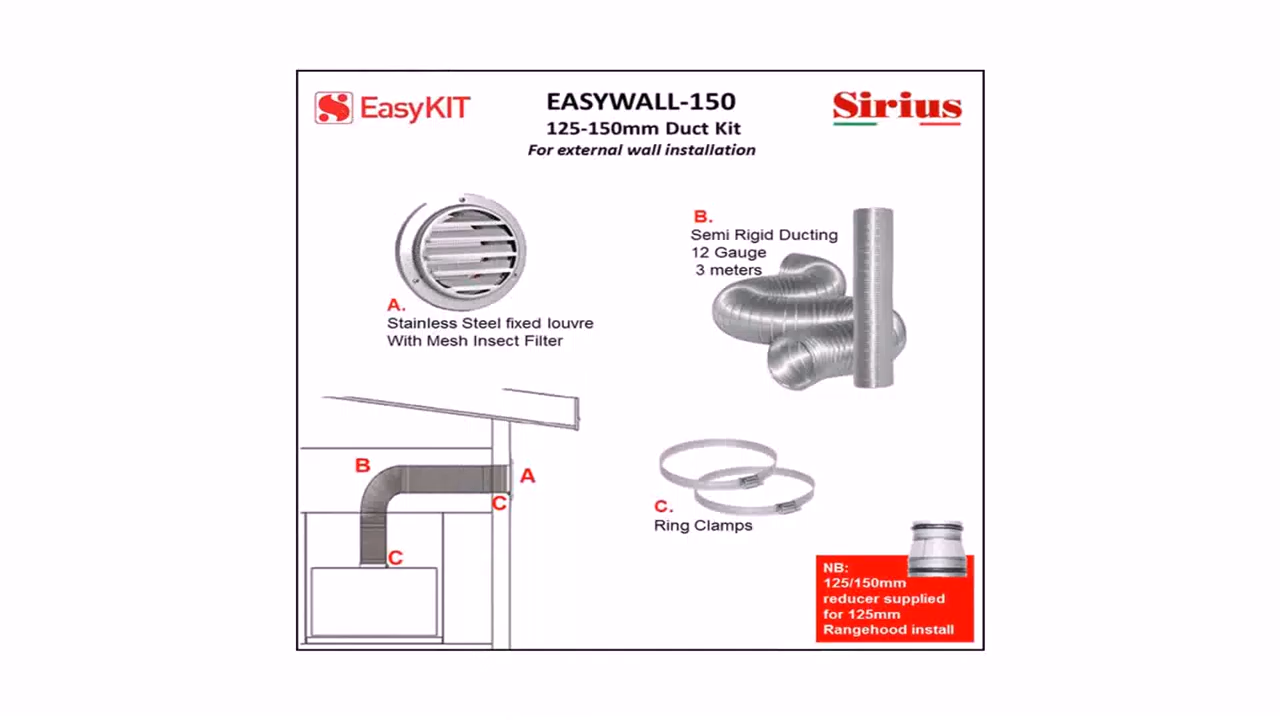 EasyKIT
EASYWALL-150
125-150mm Duct Kit
For external wall installation
Sirius
A.
Stainless Steel fixed louvre
With Mesh Insect Filter
B.
Semi Rigid Ducting
12 Gauge
3 meters
B
A
C
C
C.
Ring Clamps
NB:
125/150mm
reducer supplied
for 125mm
Rangehood install